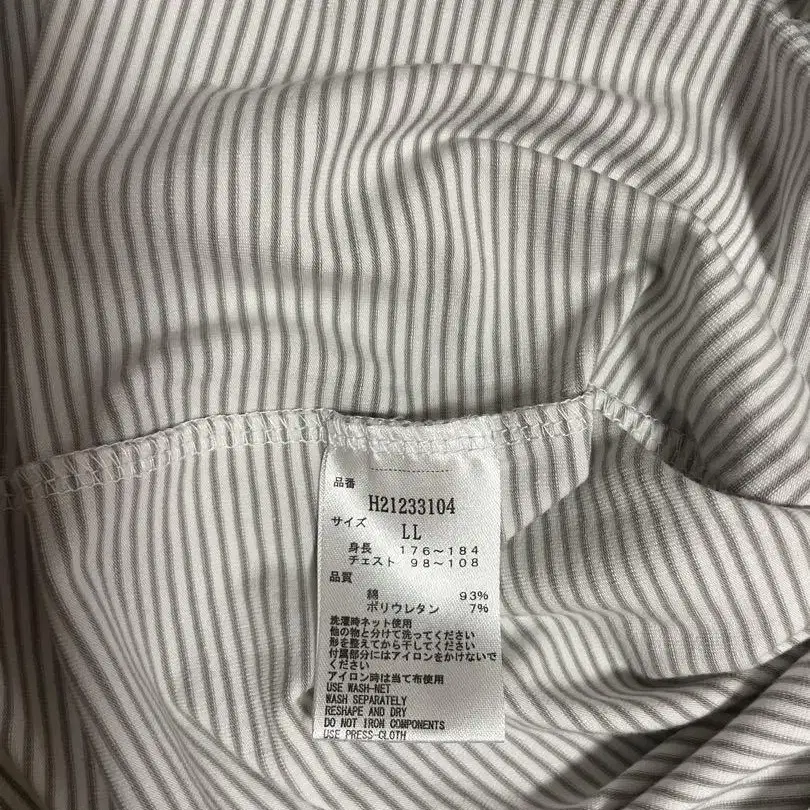 品番
H21233104
サイズ
LL
身長 176～184
チェスト 98～108
品質
綿 93%
ポリウレタン 7%
洗濯時ネット使用
他の物と分けて洗ってください
形を整えてから干してください
付属部分にはアイロンをかけないで
ください
アイロン時は当て布使用
USE WASH-NET
WASH SEPARATELY
RESHAPE AND DRY
DO NOT IRON COMPONENTS
USE PRESS-CLOTH